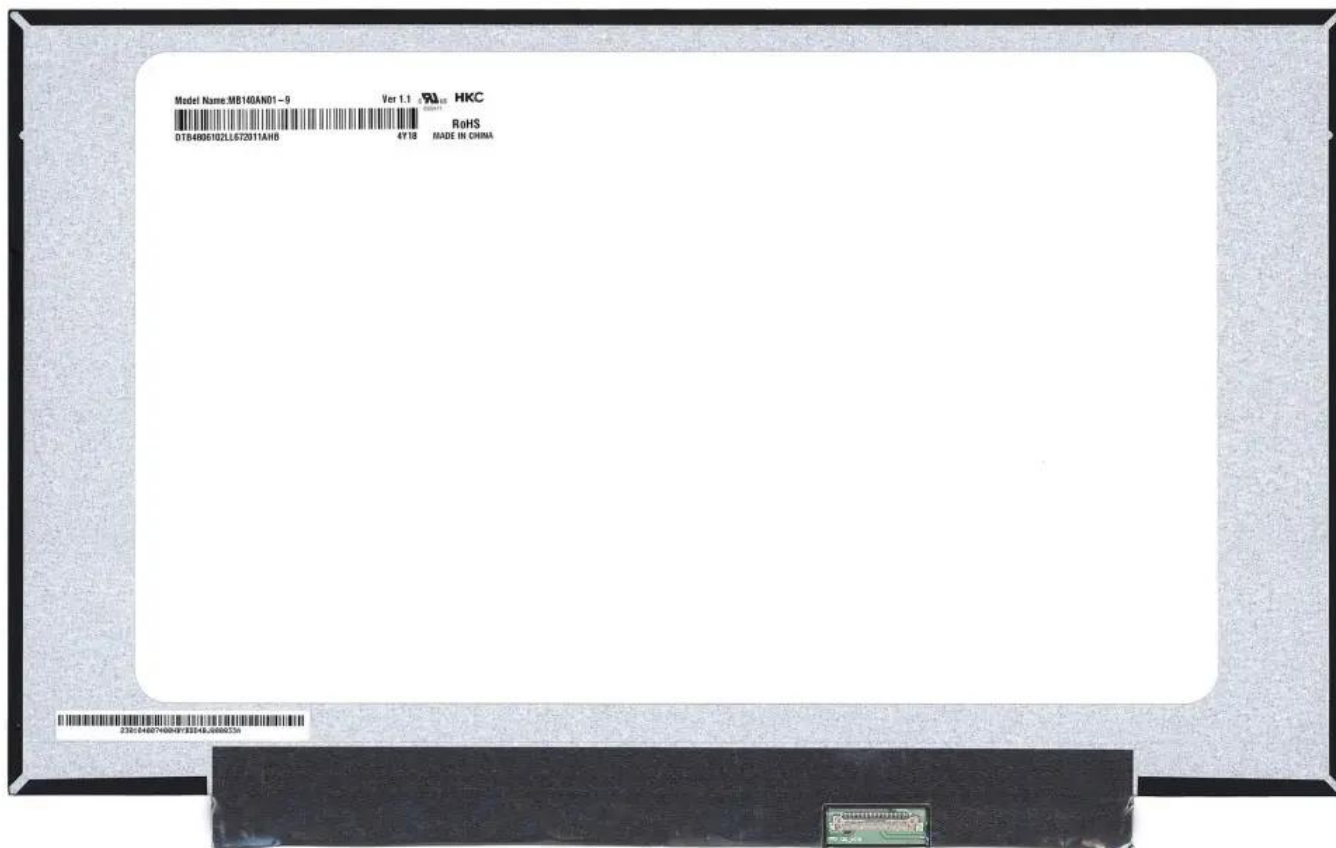 Model Name:MB140AN01-9 Ver 1.1 HKC
RoHS
DTB4806102LL672011AHB 4Y18 MADE IN CHINA